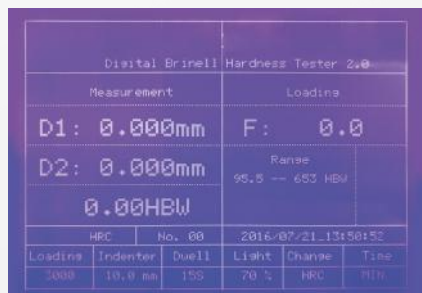 Digital Brinell Hardness Tester 2.0
Measurement
Loading
D1: 0.000mm
F: 0.0
D2: 0.000mm
Range
95.5 -- 653 HBW
0.00HBW
HRC No. 00 2016/07/21_13:50:52
Loading Indenter Dwell Light Change Time
3000 10.0 mm 15S 70 % HRC MIN